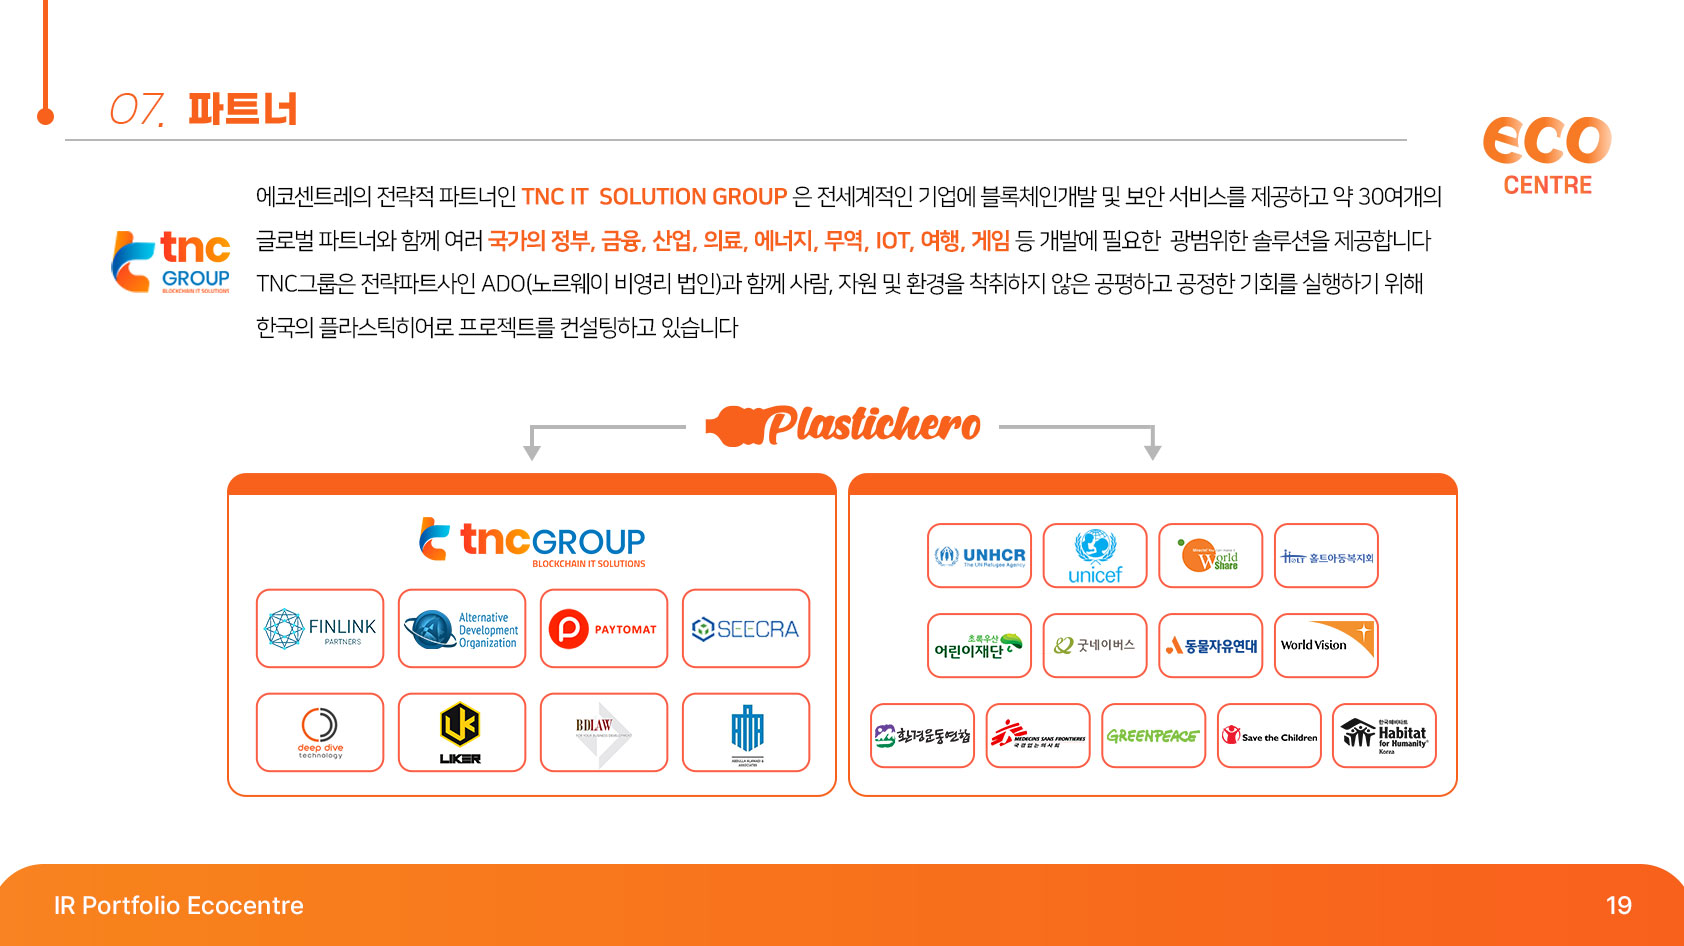 07. 파트너
eco
CENTRE
에코센트레의 전략적 파트너인 TNC IT SOLUTION GROUP 은 전세계적인 기업에 블록체인개발 및 보안 서비스를 제공하고 약 30여개의
글로벌 파트너와 함께 여러 국가의 정부, 금융, 산업, 의료, 에너지, 무역, IOT, 여행, 게임 등 개발에 필요한 광범위한 솔루션을 제공합니다
TNC그룹은 전략파트사인 ADO(노르웨이 비영리 법인)과 함께 사람, 자원 및 환경을 착취하지 않은 공평하고 공정한 기회를 실행하기 위해
한국의 플라스틱히어로 프로젝트를 컨설팅하고 있습니다
tnc
GROUP
BLOCKCHAIN IT SOLUTIONS
Plastichero
tncGROUP
BLOCKCHAIN IT SOLUTIONS
FINLINK
PARTNERS
Alternative
Development
Organization
PAYTOMAT
SEECRA
deep dive
technology
LK
LIKER
BDLAW
FOR YOUR BUSINESS DEVELOPMENT
ASSOCIATES
UNHCR
The UN Refugee Agency
unicef
World
Share
HOLT 홀트아동복지회
초록우산
어린이재단
굿네이버스
동물자유연대
World Vision
환경운동연합
MEDECINS SANS FRONTIERES
국경없는의사회
GREENPEACE
Save the Children
한국해비타트
Habitat
for Humanity®
Korea
IR Portfolio Ecocentre
19